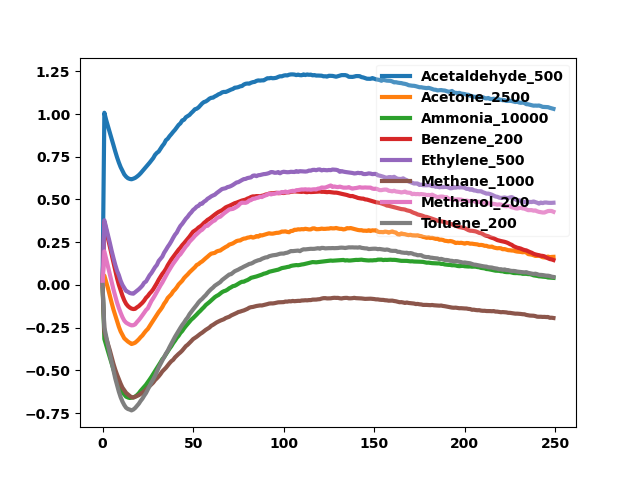 1.25
1.00
0.75
0.50
0.25
0.00
−0.25
−0.50
−0.75
0 50 100 150 200 250
Acetaldehyde_500
Acetone_2500
Ammonia_10000
Benzene_200
Ethylene_500
Methane_1000
Methanol_200
Toluene_200